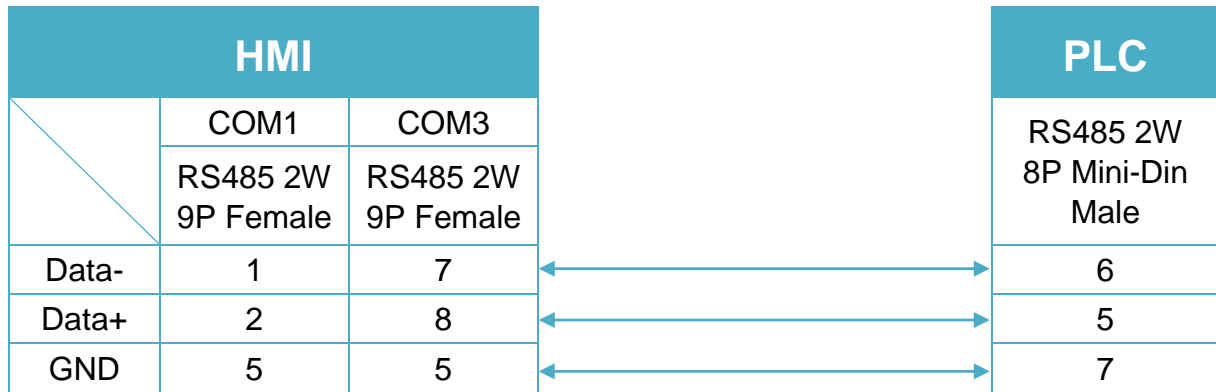 HMI PLC
COM1 COM3
RS485 2W
9P Female
RS485 2W
9P Female
RS485 2W
8P Mini-Din
Male
Data- 1 7 6
Data+ 2 8 5
GND 5 5 7